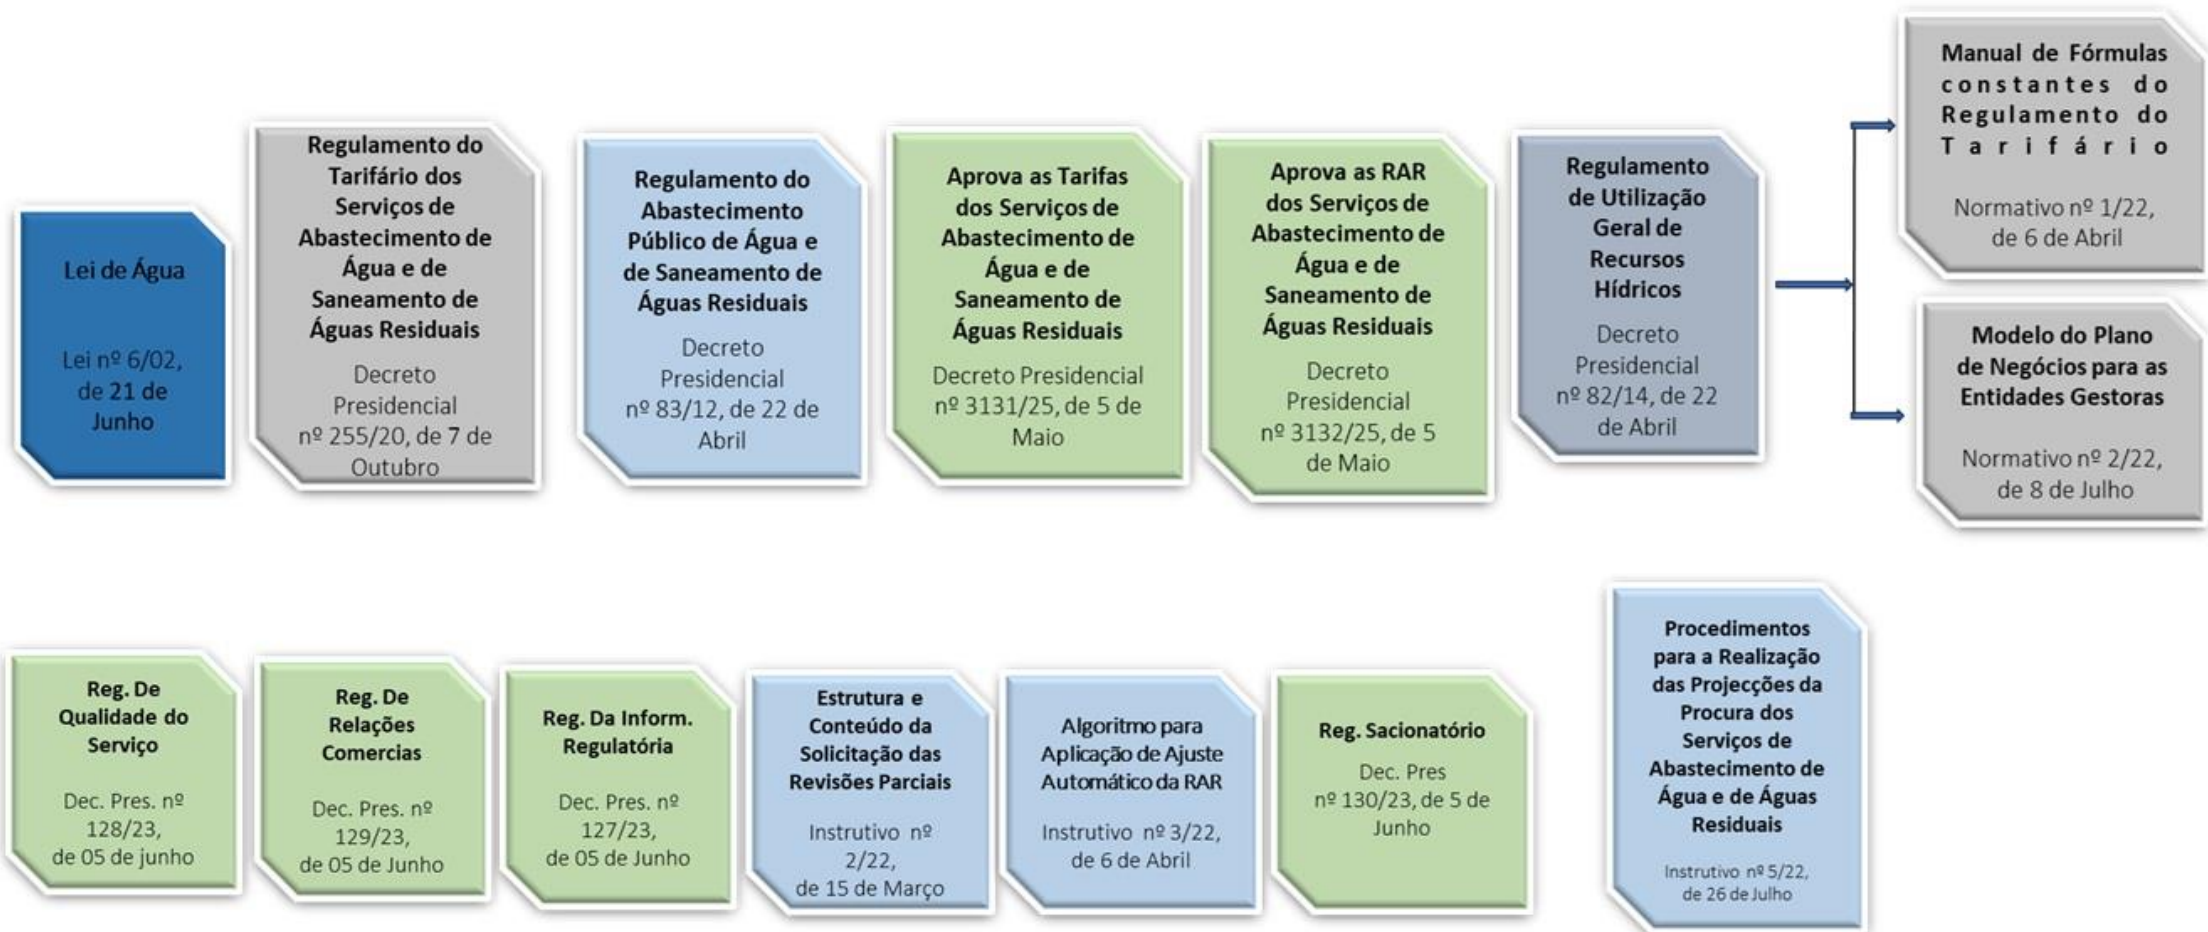 Lei de Água
Lei nº 6/02,
de 21 de
Junho
Regulamento do
Tarifário dos
Serviços de
Abastecimento de
Água e de
Saneamento de
Águas Residuais
Decreto
Presidencial
nº 255/20, de 7 de
Outubro
Regulamento do
Abastecimento
Público de Água e
de Saneamento de
Águas Residuais
Decreto
Presidencial
nº 83/12, de 22 de
Abril
Aprova as Tarifas
dos Serviços de
Abastecimento de
Água e de
Saneamento de
Águas Residuais
Decreto Presidencial
nº 3131/25, de 5 de
Maio
Aprova as RAR
dos Serviços de
Abastecimento de
Água e de
Saneamento de
Águas Residuais
Decreto
Presidencial
nº 3132/25, de 5
de Maio
Regulamento
de Utilização
Geral de
Recursos
Hídricos
Decreto
Presidencial
nº 82/14, de 22
de Abril
Manual de Fórmulas
constantes do
Regulamento do
Tarifário
Normativo nº 1/22,
de 6 de Abril
Modelo do Plano
de Negócios para as
Entidades Gestoras
Normativo nº 2/22,
de 8 de Julho
Reg. De
Qualidade do
Serviço
Dec. Pres. nº
128/23,
de 05 de junho
Reg. De
Relações
Comercias
Dec. Pres. nº
129/23,
de 05 de Junho
Reg. Da Inform.
Regulatória
Dec. Pres. nº
127/23,
de 05 de Junho
Estrutura e
Conteúdo da
Solicitação das
Revisões Parciais
Instrutivo nº
2/22,
de 15 de Março
Algoritmo para
Aplicação de Ajuste
Automático da RAR
Instrutivo nº 3/22,
de 6 de Abril
Reg. Sacionatório
Dec. Pres
nº 130/23, de 5 de
Junho
Procedimentos
para a Realização
das Projecções da
Procura dos
Serviços de
Abastecimento de
Água e de Águas
Residuais
Instrutivo nº 5/22,
de 26 de Julho